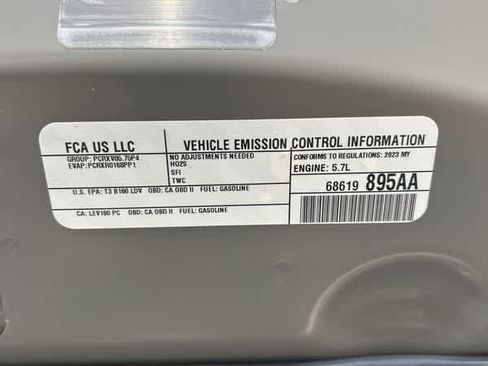 FCA US LLC
VEHICLE EMISSION CONTROL INFORMATION
GROUP: PCRXV05.75P4
EVAP: PCRXR0168PP1
NO ADJUSTMENTS NEEDED
HO2S
SFI
TWC
CONFORMS TO REGULATIONS: 2023 MY
ENGINE: 5.7L
68619 895AA
U.S. EPA: T3 B160 LDV OBD: CA OBD II FUEL: GASOLINE
CA: LEV160 PC OBD: CA OBD II FUEL: GASOLINE